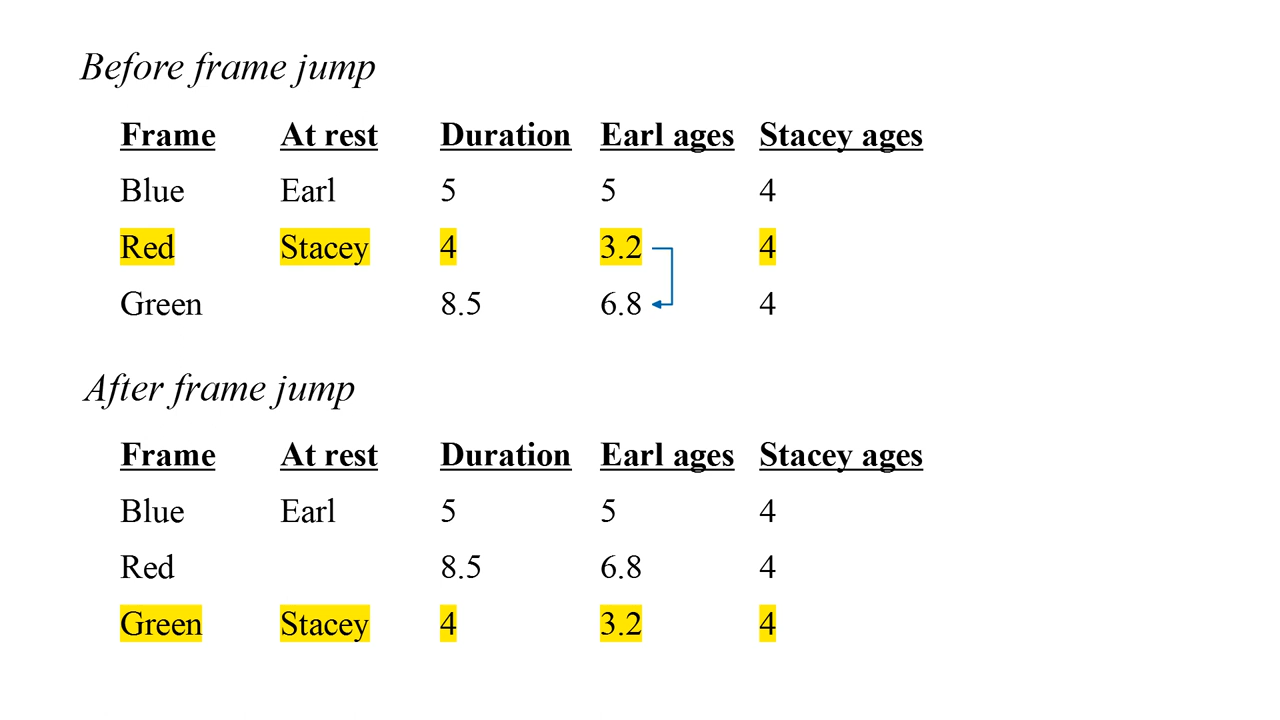 Before frame jump
Frame At rest Duration Earl ages Stacey ages
Blue Earl 5 5 4
Red Stacey 4 3.2 4
Green 8.5 6.8 4
After frame jump
Frame At rest Duration Earl ages Stacey ages
Blue Earl 5 5 4
Red 8.5 6.8 4
Green Stacey 4 3.2 4